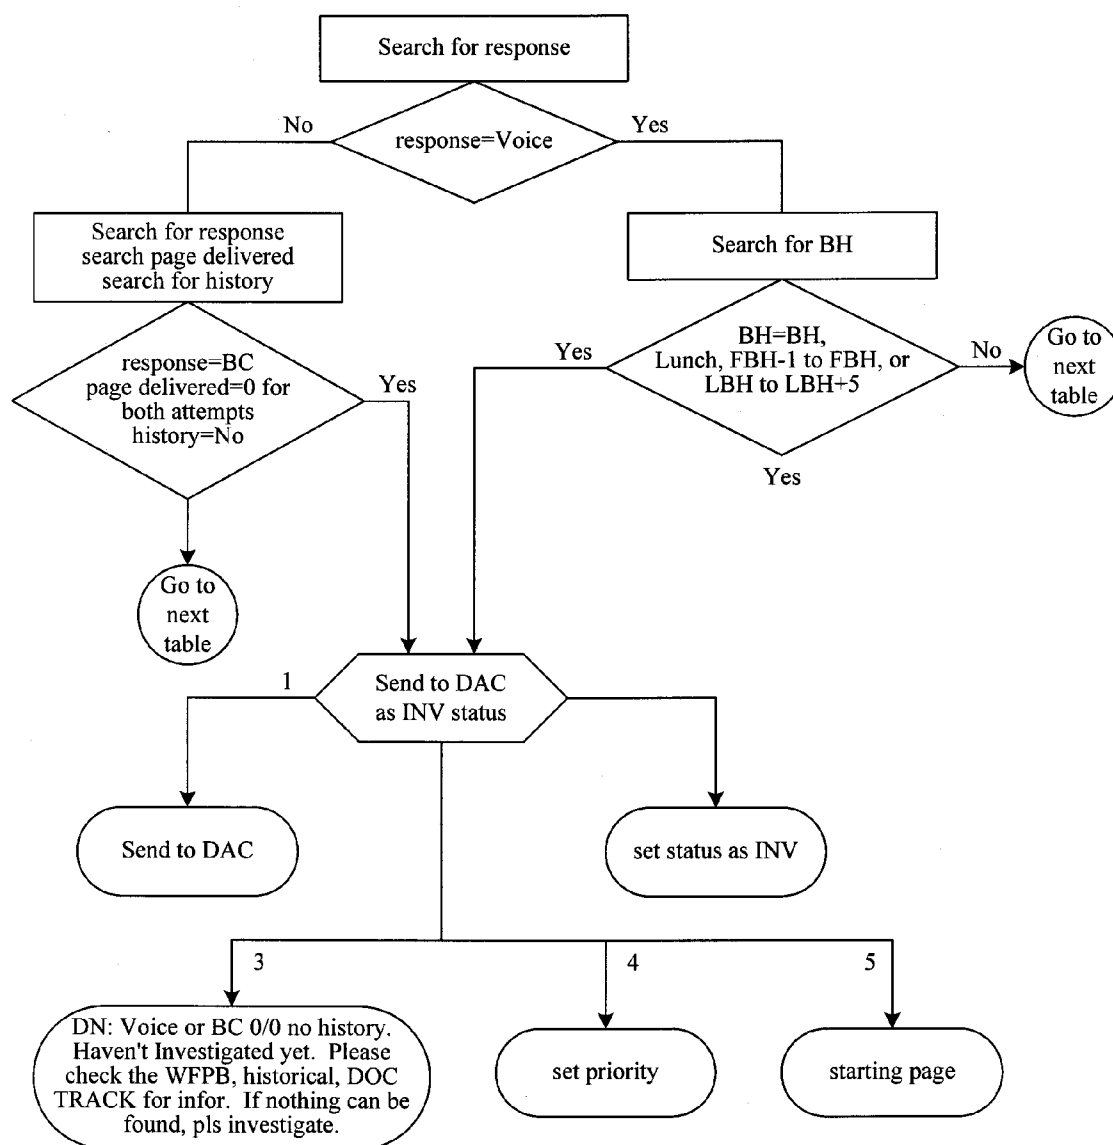 Search for response
No
Yes
response=Voice
Search for response
search page delivered
search for history
Search for BH
response=BC
page delivered=0 for
both attempts
history=No
Yes
Yes
BH=BH,
Lunch, FBH-1 to FBH, or
LBH to LBH+5
No
Go to
next
table
Yes
Go to
next
table
1
Send to DAC
as INV status
Send to DAC
set status as INV
3
4
5
DN: Voice or BC 0/0 no history.
Haven't Investigated yet. Please
check the WFPB, historical, DOC
TRACK for infor. If nothing can be
found, pls investigate.
set priority
starting page